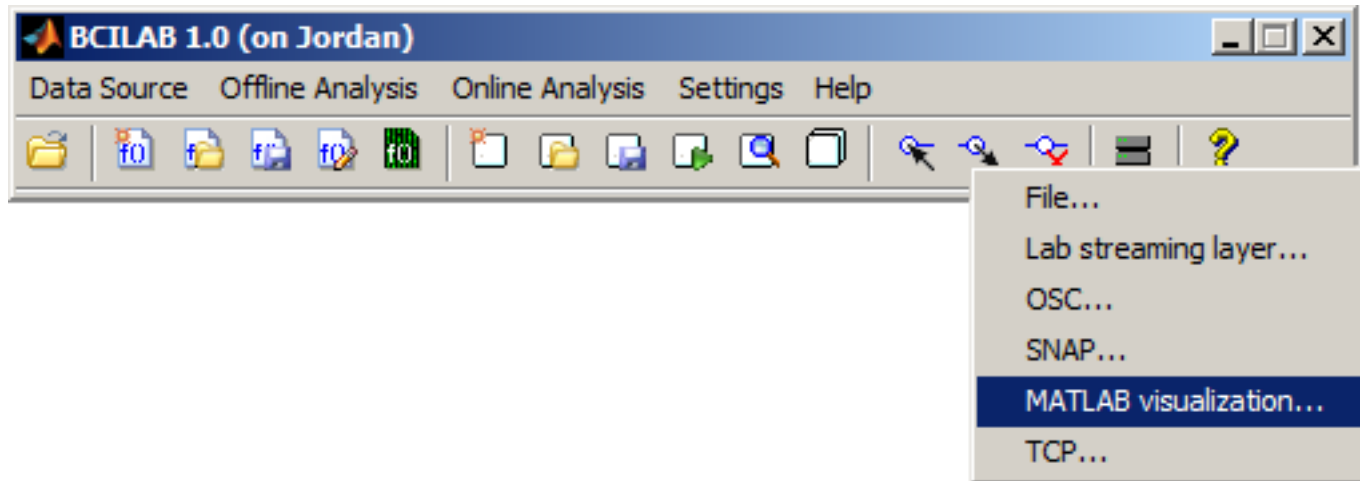 BCILAB 1.0 (on Jordan)
Data Source Offline Analysis Online Analysis Settings Help
f() f( f( f() f()
File...
Lab streaming layer...
OSC...
SNAP...
MATLAB visualization...
TCP...